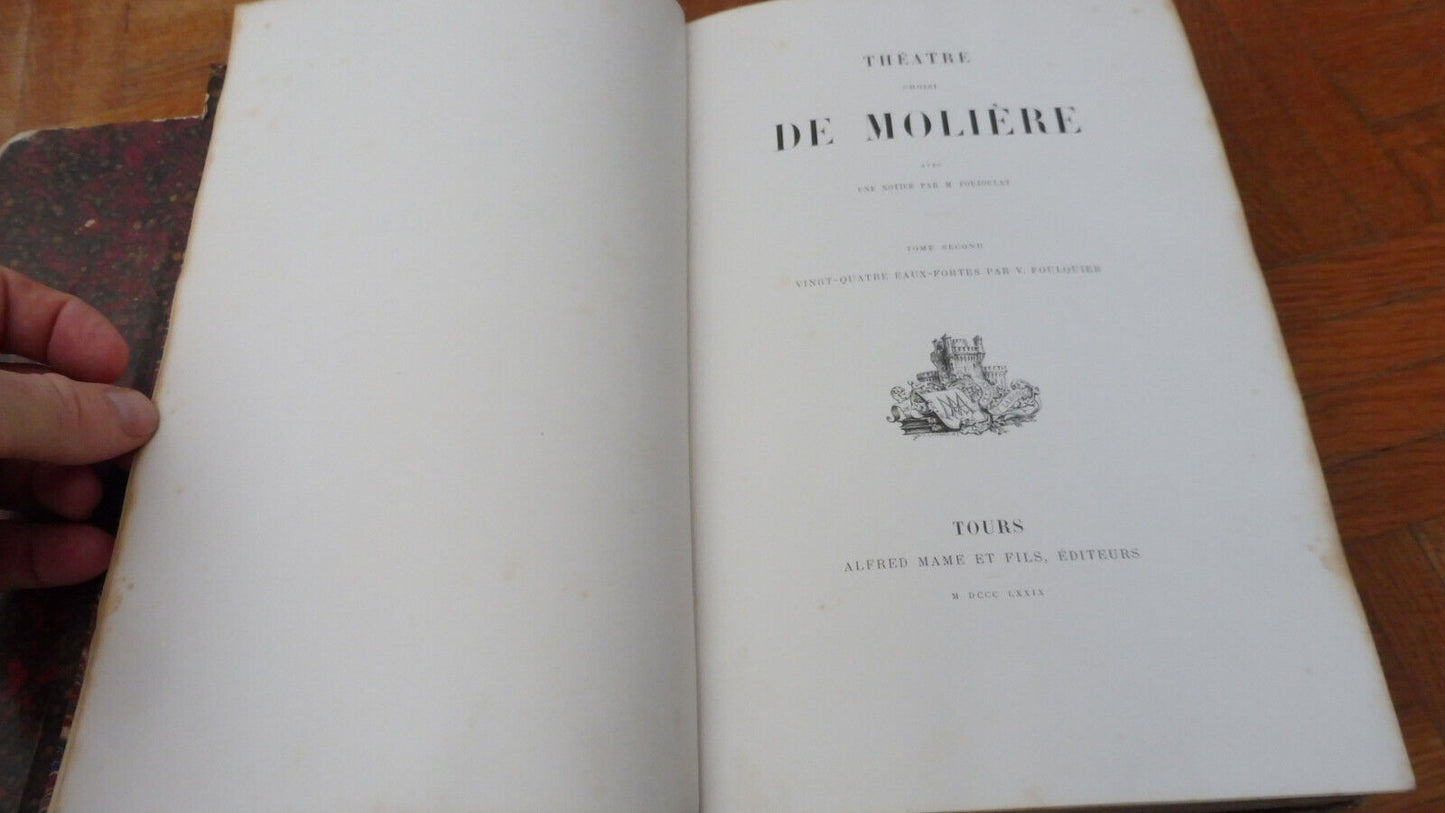 THÉATRE
CHOISI
DE MOLIÈRE
AVEC
UNE NOTICE PAR M. POUJOULAT
TOME SECOND
VINGT-QUATRE EAUX-FORTES PAR V. FOULQUIER
TOURS
ALFRED MAME ET FILS, ÉDITEURS
M DCCC LXXIX